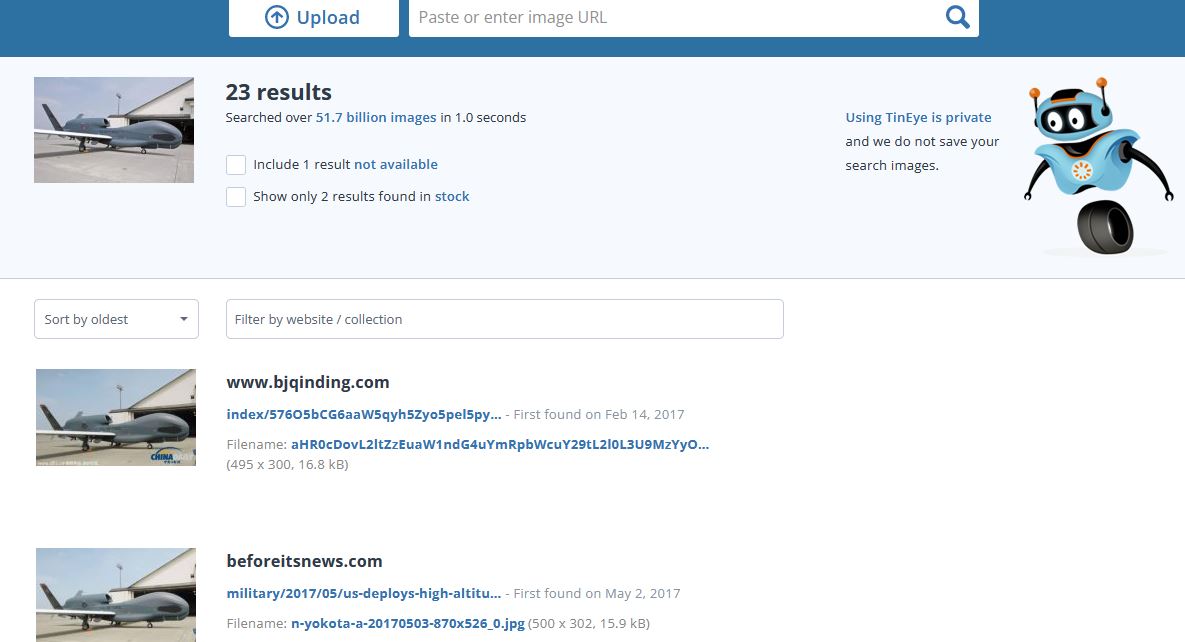 Upload
Paste or enter image URL
23 results
Searched over 51.7 billion images in 1.0 seconds
Include 1 result not available
Show only 2 results found in stock
Using TinEye is private
and we do not save your
search images.
Sort by oldest
Filter by website / collection
www.bjqinding.com
index/576O5bCG6aaW5qyh5Zyo5pel5py... - First found on Feb 14, 2017
Filename: aHR0cDovL2ltZzEuaW1ndG4uYmRpbWcuY29tL2l0L3U9MzYyO...
(495 x 300, 16.8 kB)
CHINA
beforeitsnews.com
military/2017/05/us-deploys-high-altitu... - First found on May 2, 2017
Filename: n-yokota-a-20170503-870x526_0.jpg (500 x 302, 15.9 kB)